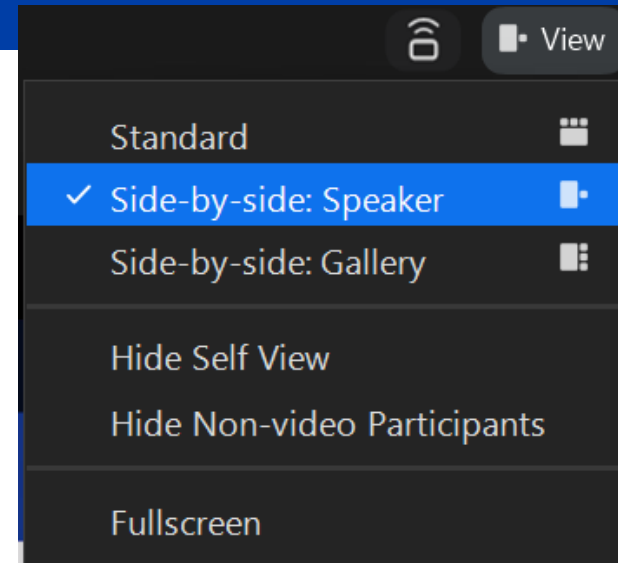 View
Standard
Side-by-side: Speaker
Side-by-side: Gallery
Hide Self View
Hide Non-video Participants
Fullscreen